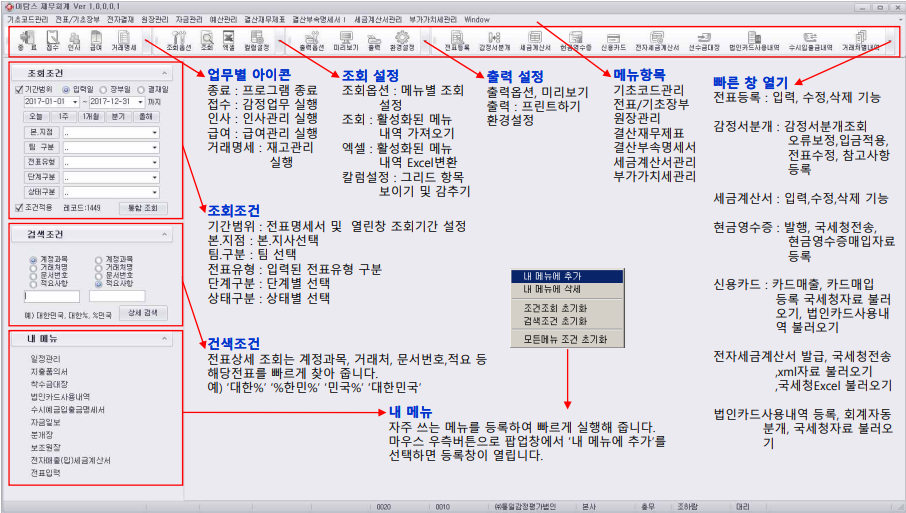 이탐스 재무회계 Ver 1,0,0,0,1
기초코드관리 전표/기초장부 전자결재 원장관리 자금관리 예산관리 결산재무제표 결산부속명세서 I 세금계산서관리 부가가치세관리 Window
종 료 접수 인사 급여 거래명세 조회옵션 조회 엑셀 컬럼설정 출력옵션 미리보기 출력 환경설정 전표등록 감정서분개 세금계산서 현금영수증 신용카드 전자세금계산서 선수금대장 법인카드사용내역 수시입출금내역 거래처별내역
조회조건
기간범위 입력일 장부일 결재일
2017-01-01 ~ 2017-12-31 까지
오늘 1주 1개월 분기 올해
본.지점 ..
팀 구분 ..
전표유형 ..
단계구분 ..
상태구분 ..
조건적용 레코드:1449 통합 조회
검색조건
계정과목 계정과목
거래처명 거래처명
문서번호 문서번호
적요사항 적요사항
예) 대한민국, 대한%, %민국 상세 검색
내 메뉴
일정관리
지출품의서
착수금대장
법인카드사용내역
수시예금입출금명세서
자금일보
분개장
보조원장
전자매출(입)세금계산서
전표입력
업무별 아이콘
종료 : 프로그램 종료
접수 : 감정업무 실행
인사 : 인사관리 실행
급여 : 급여관리 실행
거래명세 : 재고관리
실행
조회 설정
조회옵션 : 메뉴별 조회
설정
조회 : 활성화된 메뉴
내역 가져오기
엑셀 : 활성화된 메뉴
내역 Excel변환
칼럼설정 : 그리드 항목
보이기 및 감추기
출력 설정
출력옵션, 미리보기
출력 : 프린트하기
환경설정
메뉴항목
기초코드관리
전표/기초장부
원장관리
결산재무제표
결산부속명세서
세금계산서관리
부가가치세관리
빠른 창 열기
전표등록 : 입력, 수정,삭제 기능
감정서분개 : 감정서분개조회
오류보정,입금적용,
전표수정, 참고사항
등록
세금계산서 : 입력,수정,삭제 기능
현금영수증 : 발행, 국세청전송,
현금영수증매입자료
등록
신용카드 : 카드매출, 카드매입
등록 국세청자료 불러
오기, 법인카드사용내
역 불러오기
전자세금계산서 발급, 국세청전송
,xml자료 불러오기
,국세청Excel 불러오기
법인카드사용내역 등록, 회계자동
분개, 국세청자료 불러오
기
조회조건
기간범위 : 전표명세서 및 열린창 조회기간 설정
본.지점 : 본.지사선택
팀.구분 : 팀 선택
전표유형 : 입력된 전표유형 구분
단계구분 : 단계별 선택
상태구분 : 상태별 선택
내 메뉴에 추가
내 메뉴에 삭제
조건조회 초기화
검색조건 초기화
모든메뉴 조건 초기화
검색조건
전표상세 조회는 계정과목, 거래처, 문서번호,적요 등
해당전표를 빠르게 찾아 줍니다.
예) ‘대한%’ ‘%한민%’ ‘민국%’ ‘대한민국’
내 메뉴
자주 쓰는 메뉴를 등록하여 빠르게 실행해 줍니다.
마우스 우측버튼으로 팝업창에서 ‘내 메뉴에 추가’를
선택하면 등록창이 열립니다.
0020 0010 ㈜통일감정평가법인 본사 총무 조하람 대리